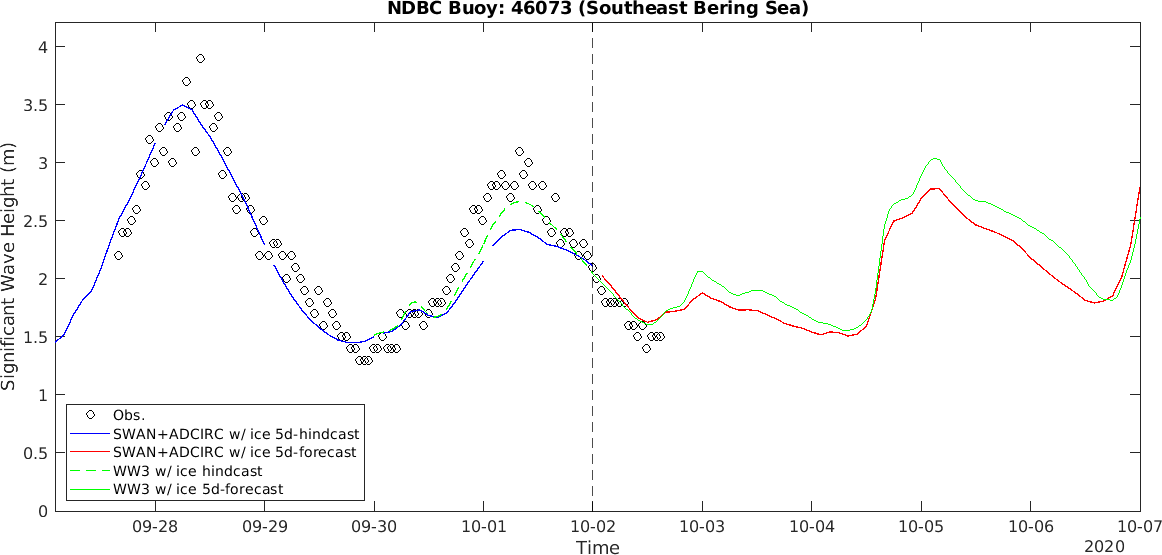 NDBC Buoy: 46073 (Southeast Bering Sea)
Significant Wave Height (m)
4
3.5
3
2.5
2
1.5
1
0.5
0
Obs.
SWAN+ADCIRC w/ ice 5d-hindcast
SWAN+ADCIRC w/ ice 5d-forecast
WW3 w/ ice hindcast
WW3 w/ ice 5d-forecast
09-28 09-29 09-30 10-01 10-02 10-03 10-04 10-05 10-06 10-07
Time
2020